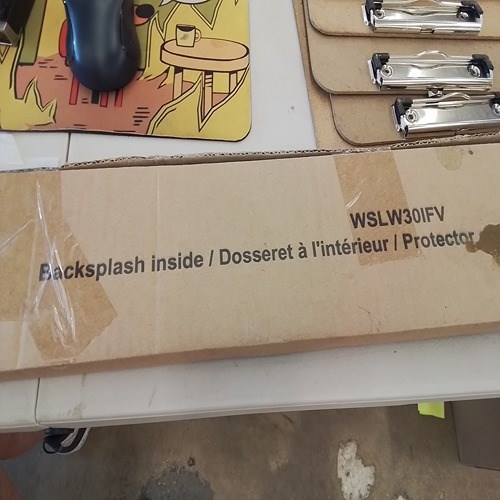 WSLW30IFV
Backsplash inside / Dosseret à l'intérieur / Protector